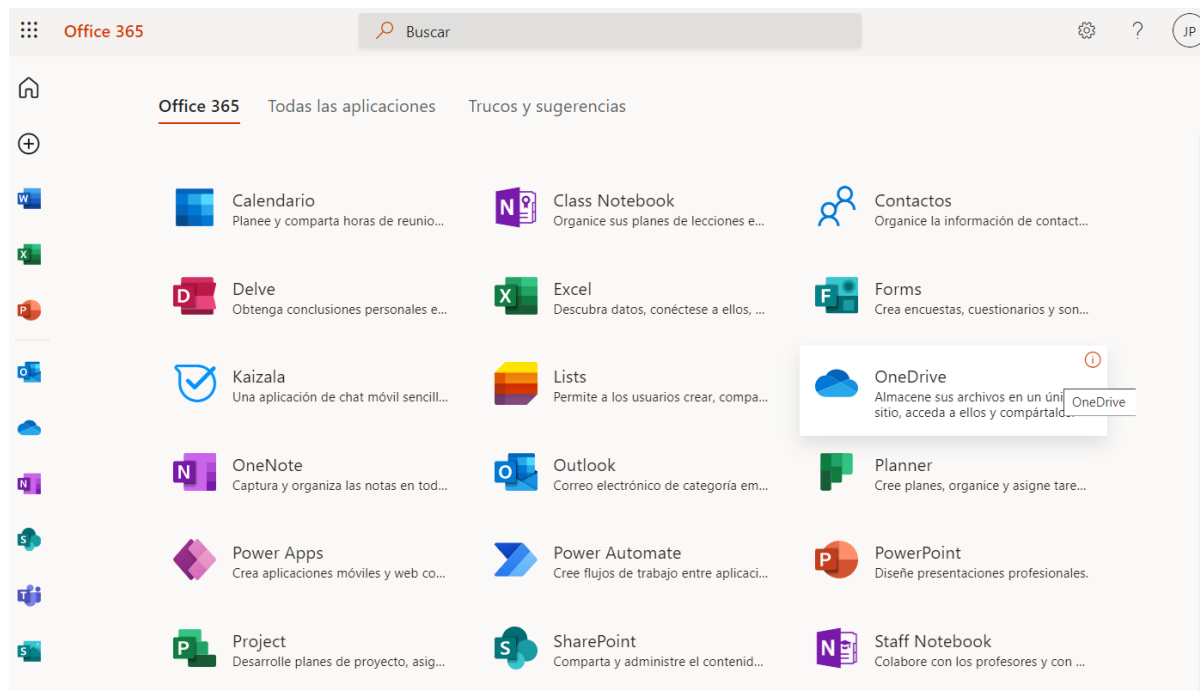 Office 365
Buscar
JP
Office 365 Todas las aplicaciones Trucos y sugerencias
Calendario
Planee y comparta horas de reunio...
Class Notebook
Organice sus planes de lecciones e...
Contactos
Organice la información de contact...
Delve
Obtenga conclusiones personales e...
Excel
Descubra datos, conéctese a ellos, ...
Forms
Crea encuestas, cuestionarios y son...
Kaizala
Una aplicación de chat móvil sencill...
Lists
Permite a los usuarios crear, compa...
OneDrive
Almacene sus archivos en un úni
sitio, acceda a ellos y compártalos.
OneDrive
OneNote
Captura y organiza las notas en tod...
Outlook
Correo electrónico de categoría em...
Planner
Cree planes, organice y asigne tare...
Power Apps
Crea aplicaciones móviles y web co...
Power Automate
Cree flujos de trabajo entre aplicaci...
PowerPoint
Diseñe presentaciones profesionales.
Project
Desarrolle planes de proyecto, asig...
SharePoint
Comparta y administre el contenid...
Staff Notebook
Colabore con los profesores y con ...